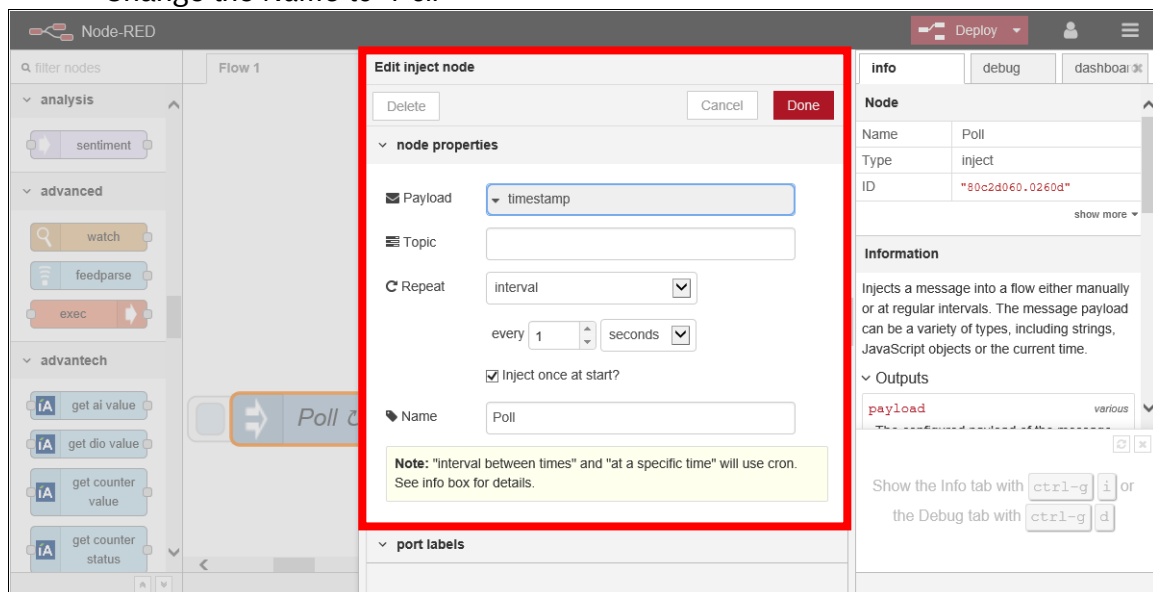 Change the Name to "Poll"
Node-RED
Deploy
filter nodes
analysis
sentiment
advanced
watch
feedparse
exec
advantech
get ai value
get dio value
get counter
value
get counter
status
Flow 1
Poll
Edit inject node
Delete
Cancel
Done
node properties
Payload
timestamp
Topic
Repeat
interval
every
1
seconds
Inject once at start?
Name
Poll
Note: "interval between times" and "at a specific time" will use cron.
See info box for details.
port labels
info
debug
dashboar
Node
Name
Poll
Type
inject
ID
"80c2d060.0260d"
show more
Information
Injects a message into a flow either manually
or at regular intervals. The message payload
can be a variety of types, including strings,
JavaScript objects or the current time.
Outputs
payload
various
The configured payload of the message
Show the Info tab with ctrl-g i or
the Debug tab with ctrl-g d